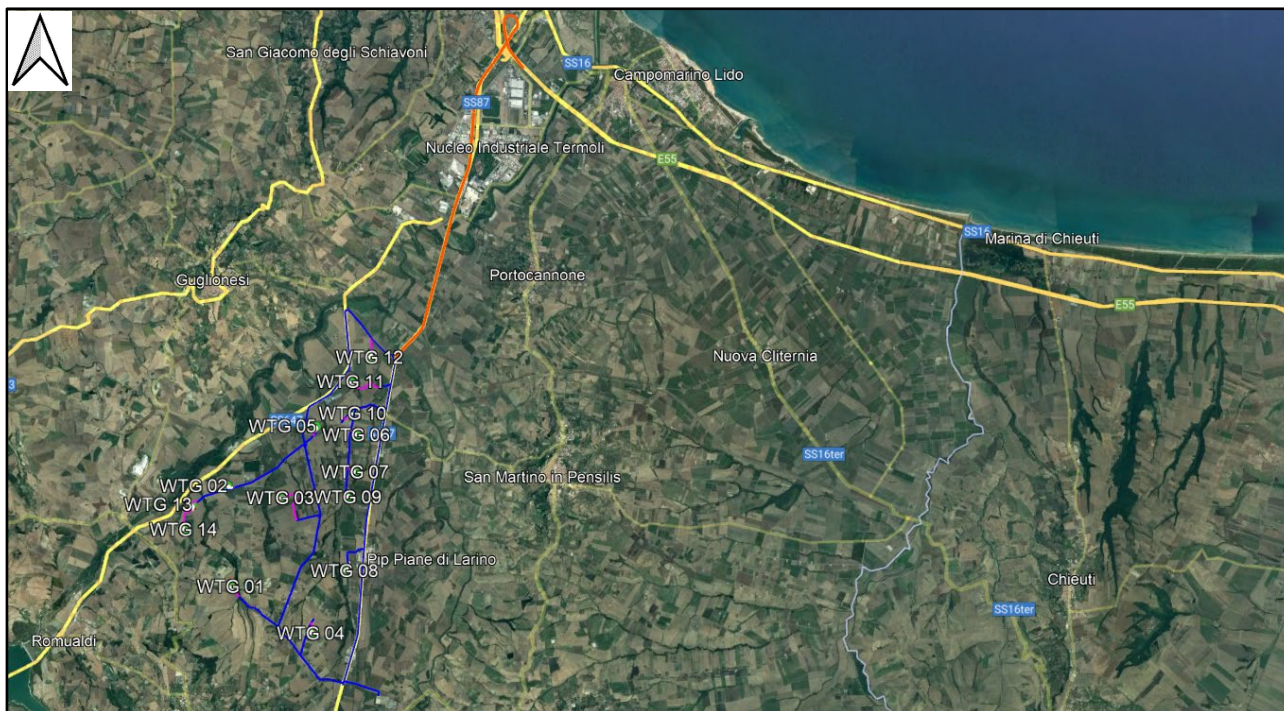 San Giacomo degli Schiavoni
SS16
Campomarino Lido
SS87
Nucleo Industriale Termoli
E55
SS16
Marina di Chieuti
Portocannone
Guglionesi
E55
WTG 12
Nuova Cliternia
WTG 11
WTG 10
WTG 05
WTG 06
SS16ter
WTG 07
San Martino in Pensilis
WTG 02
WTG 03
WTG 09
WTG 13
WTG 14
Pip Piane di Larino
WTG 08
WTG 01
Chieuti
SS16ter
WTG 04
Romualdi